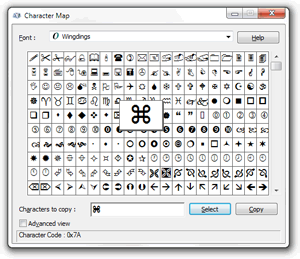 Character Map
Font : Wingdings Help
Characters to copy : ⌘ Select Copy
Advanced view
Character Code : 0x7A